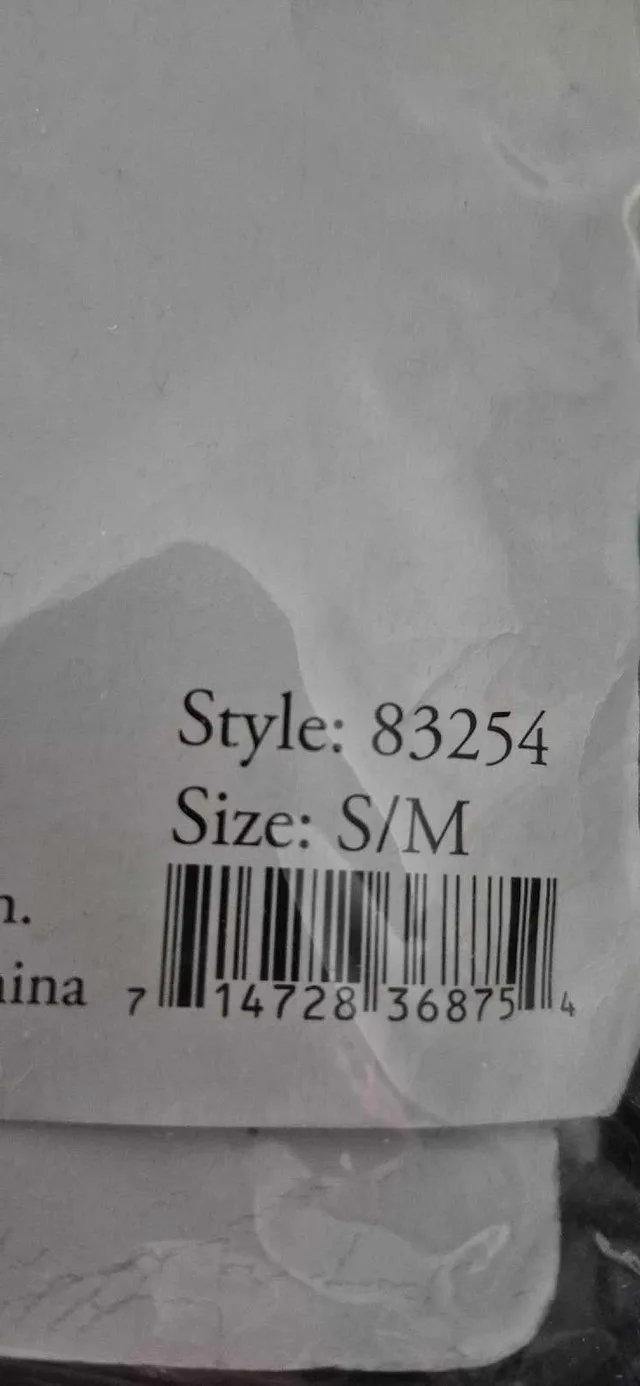 Style: 83254
Size: S/M
n.
ina
7 14728 36875 4